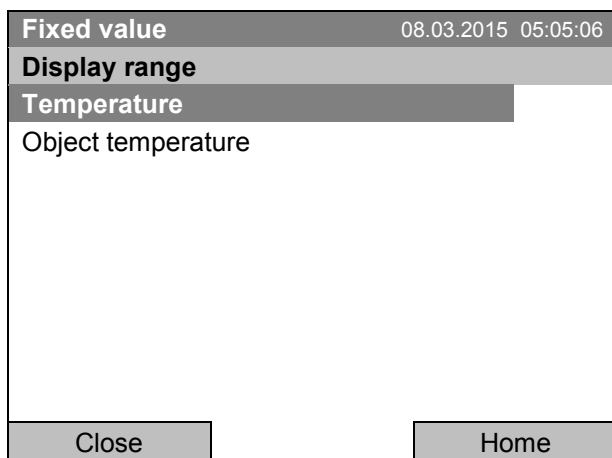 Fixed value 08.03.2015 05:05:06
Display range
Temperature
Object temperature
Close Home